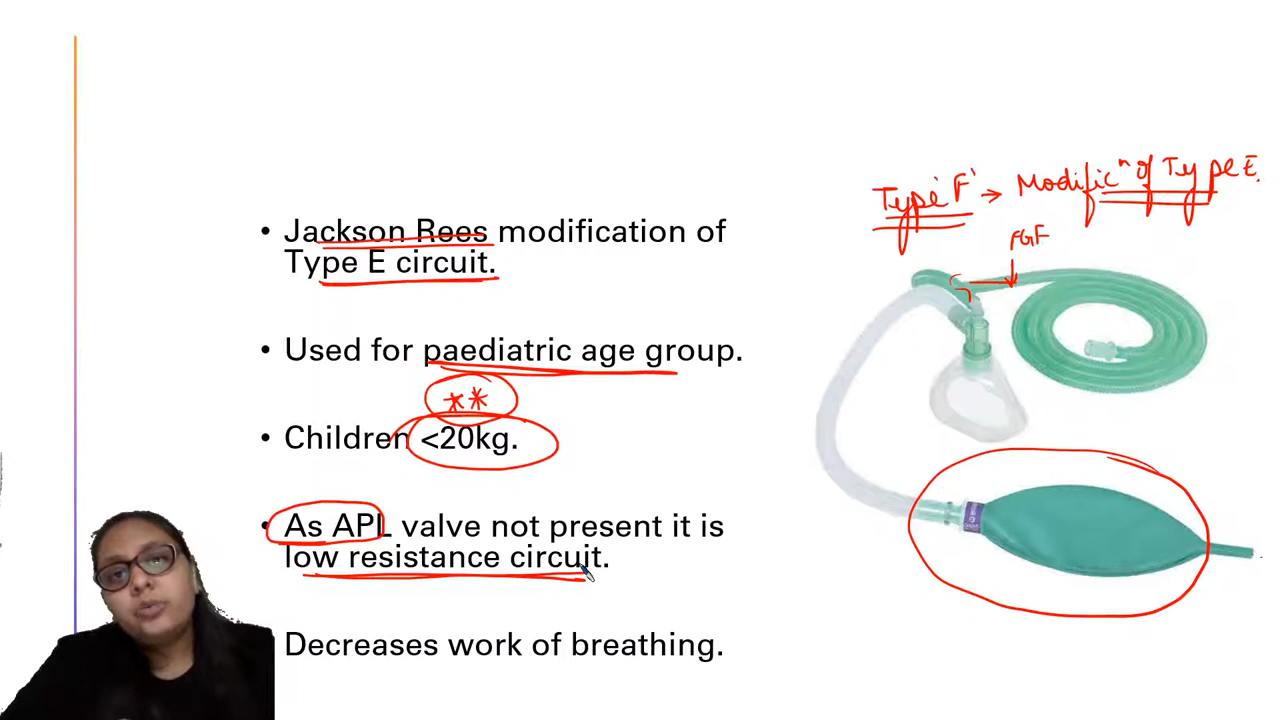 Type 'F' → Modificⁿ of Type E.
• Jackson Rees modification of
Type E circuit.
FGF
• Used for paediatric age group.
**
• Children <20kg.
• As APL valve not present it is
low resistance circuit.
Decreases work of breathing.